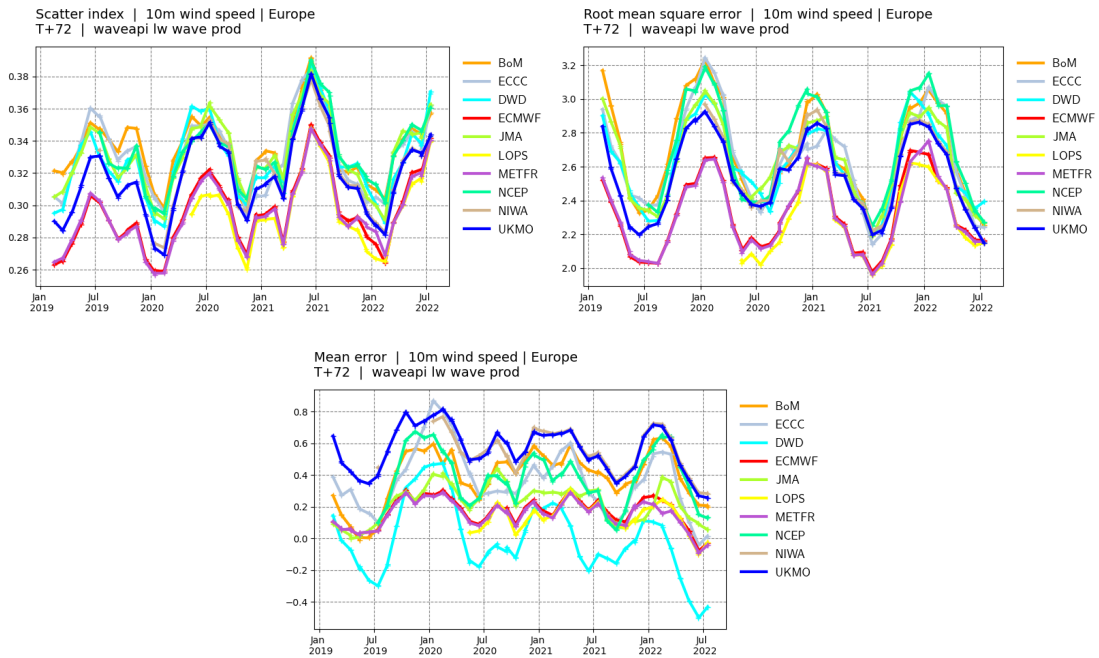 Scatter index | 10m wind speed | Europe
T+72 | waveapi lw wave prod
0.38
0.36
0.34
0.32
0.30
0.28
0.26
Jan
2019
Jul
2019
Jan
2020
Jul
2020
Jan
2021
Jul
2021
Jan
2022
Jul
2022
BoM
ECCC
DWD
ECMWF
JMA
LOPS
METFR
NCEP
NIWA
UKMO
Root mean square error | 10m wind speed | Europe
T+72 | waveapi lw wave prod
3.2
3.0
2.8
2.6
2.4
2.2
2.0
Jan
2019
Jul
2019
Jan
2020
Jul
2020
Jan
2021
Jul
2021
Jan
2022
Jul
2022
BoM
ECCC
DWD
ECMWF
JMA
LOPS
METFR
NCEP
NIWA
UKMO
Mean error | 10m wind speed | Europe
T+72 | waveapi lw wave prod
0.8
0.6
0.4
0.2
0.0
−0.2
−0.4
Jan
2019
Jul
2019
Jan
2020
Jul
2020
Jan
2021
Jul
2021
Jan
2022
Jul
2022
BoM
ECCC
DWD
ECMWF
JMA
LOPS
METFR
NCEP
NIWA
UKMO